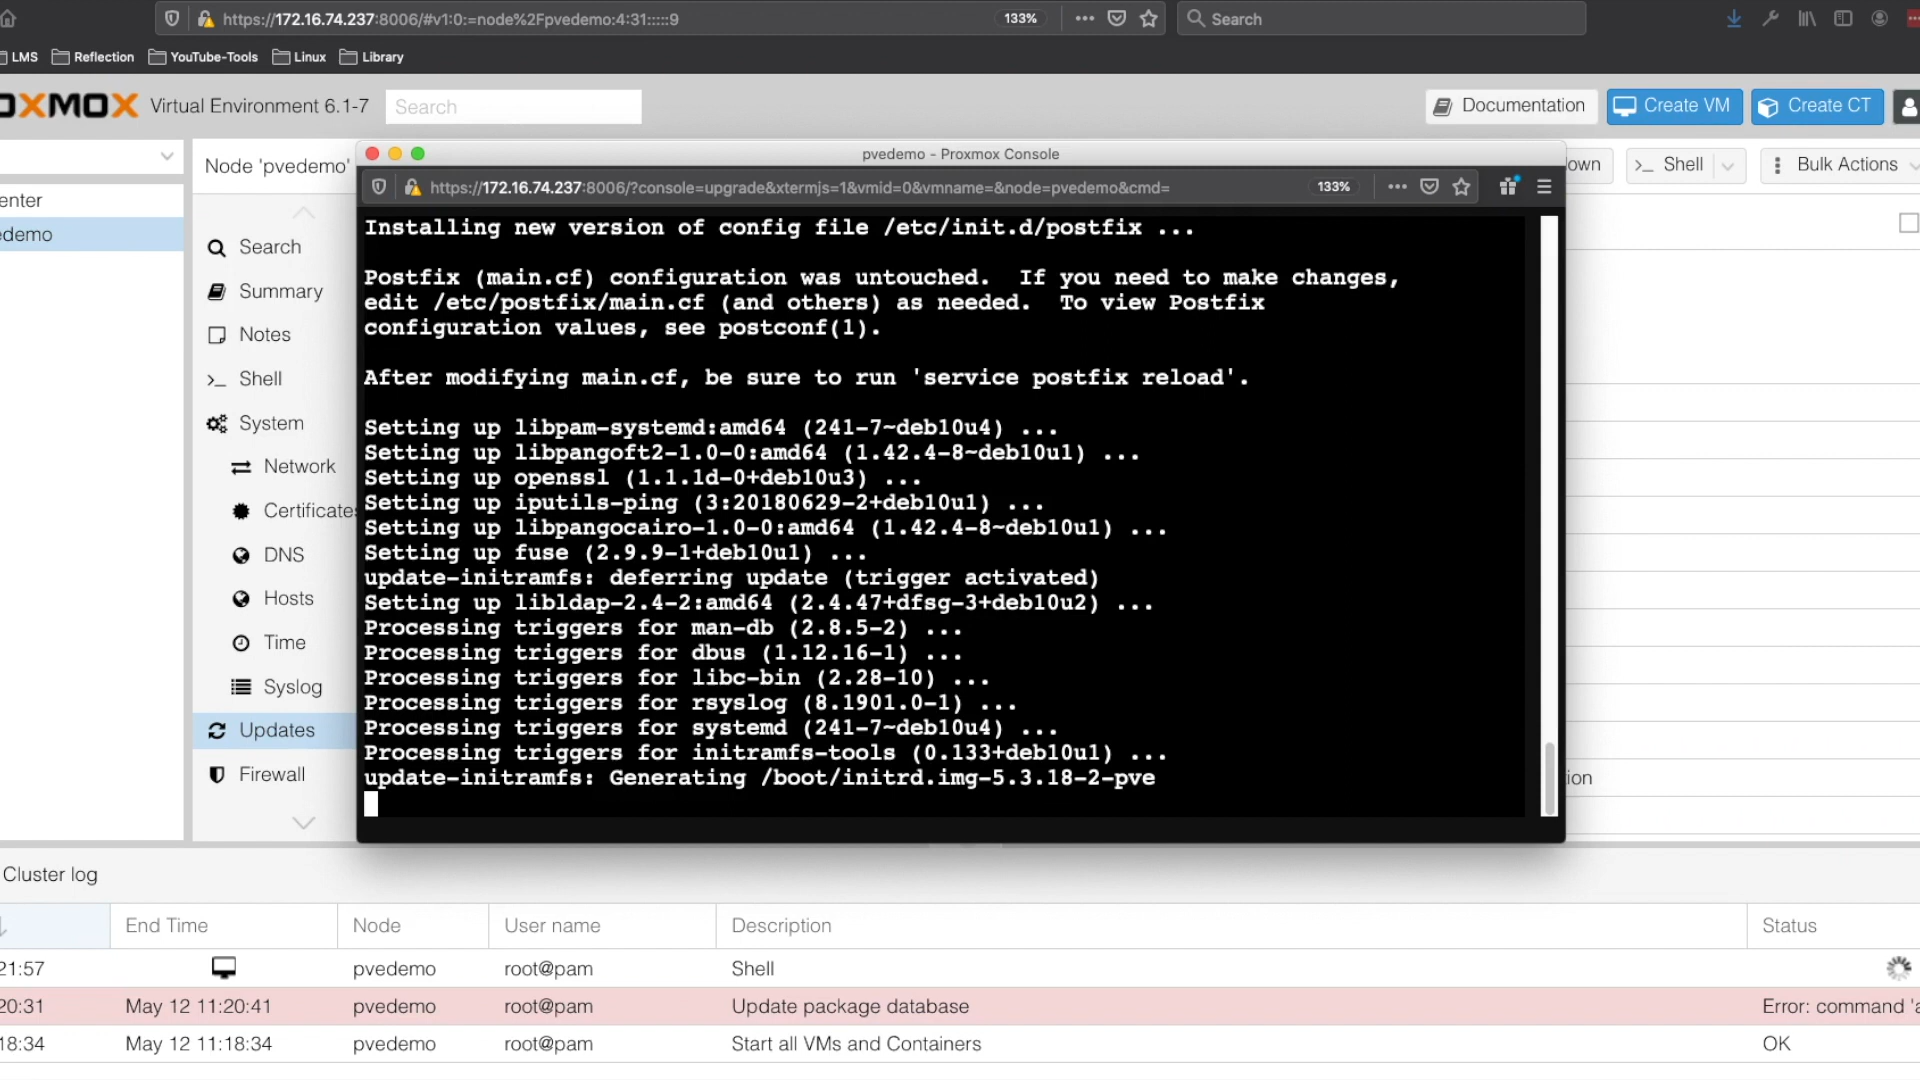 https://172.16.74.237:8006/#v1:0:=node%2Fpvedemo:4:31:::::9
133%
Search
LMS
Reflection
YouTube-Tools
Linux
Library
OXMOX
Virtual Environment 6.1-7
Search
Documentation
Create VM
Create CT
enter
edemo
Node 'pvedemo'
own
Shell
Bulk Actions
Search
Summary
Notes
Shell
System
Network
Certificates
DNS
Hosts
Time
Syslog
Updates
Firewall
pvedemo - Proxmox Console
https://172.16.74.237:8006/?console=upgrade&xtermjs=1&vmid=0&vmname=&node=pvedemo&cmd=
133%
Installing new version of config file /etc/init.d/postfix ...
Postfix (main.cf) configuration was untouched.  If you need to make changes,
edit /etc/postfix/main.cf (and others) as needed.  To view Postfix
configuration values, see postconf(1).
After modifying main.cf, be sure to run 'service postfix reload'.
Setting up libpam-systemd:amd64 (241-7~deb10u4) ...
Setting up libpangoft2-1.0-0:amd64 (1.42.4-8~deb10u1) ...
Setting up openssl (1.1.1d-0+deb10u3) ...
Setting up iputils-ping (3:20180629-2+deb10u1) ...
Setting up libpangocairo-1.0-0:amd64 (1.42.4-8~deb10u1) ...
Setting up fuse (2.9.9-1+deb10u1) ...
update-initramfs: deferring update (trigger activated)
Setting up libldap-2.4-2:amd64 (2.4.47+dfsg-3+deb10u2) ...
Processing triggers for man-db (2.8.5-2) ...
Processing triggers for dbus (1.12.16-1) ...
Processing triggers for libc-bin (2.28-10) ...
Processing triggers for rsyslog (8.1901.0-1) ...
Processing triggers for systemd (241-7~deb10u4) ...
Processing triggers for initramfs-tools (0.133+deb10u1) ...
update-initramfs: Generating /boot/initrd.img-5.3.18-2-pve
ion
Cluster log
End Time
Node
User name
Description
Status
21:57
pvedemo
root@pam
Shell
20:31
May 12 11:20:41
pvedemo
root@pam
Update package database
Error: command 'a
18:34
May 12 11:18:34
pvedemo
root@pam
Start all VMs and Containers
OK